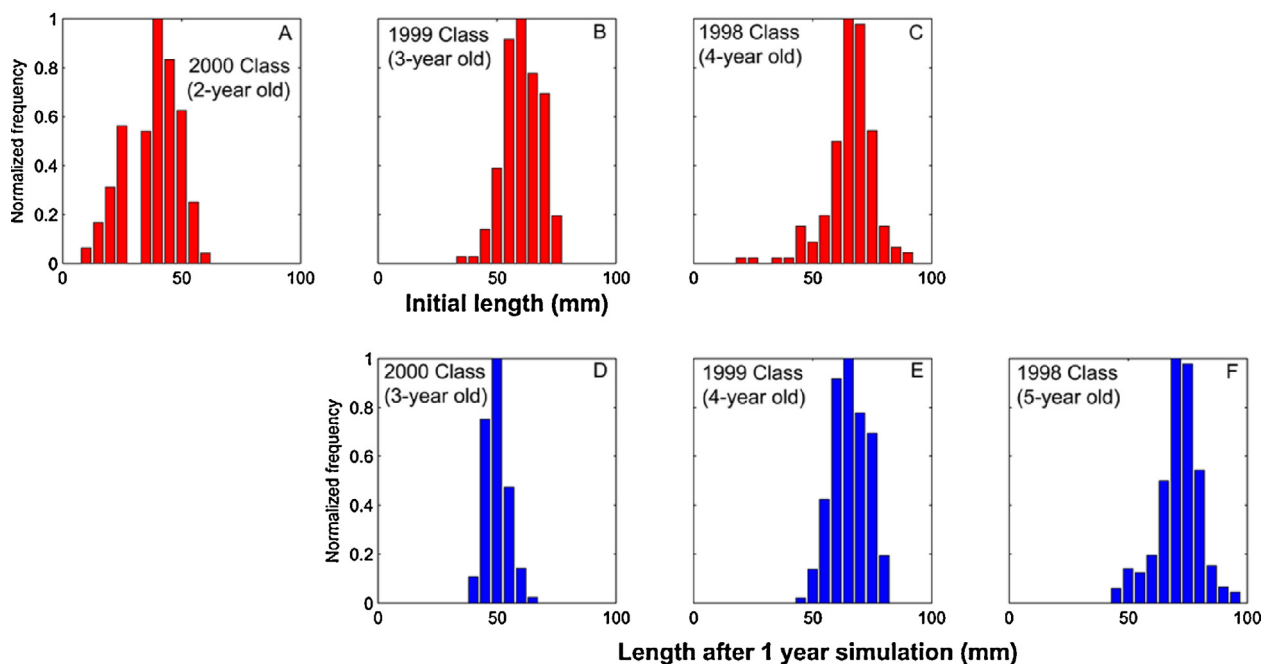 A
2000 Class
(2-year old)
B
1999 Class
(3-year old)
C
1998 Class
(4-year old)
Normalized frequency
1
0.8
0.6
0.4
0.2
0
0
50
100
0
50
100
0
50
100
Initial length (mm)
2000 Class
(3-year old)
D
1999 Class
(4-year old)
E
1998 Class
(5-year old)
F
Normalized frequency
1
0.8
0.6
0.4
0.2
0
0
50
100
0
50
100
0
50
100
Length after 1 year simulation (mm)